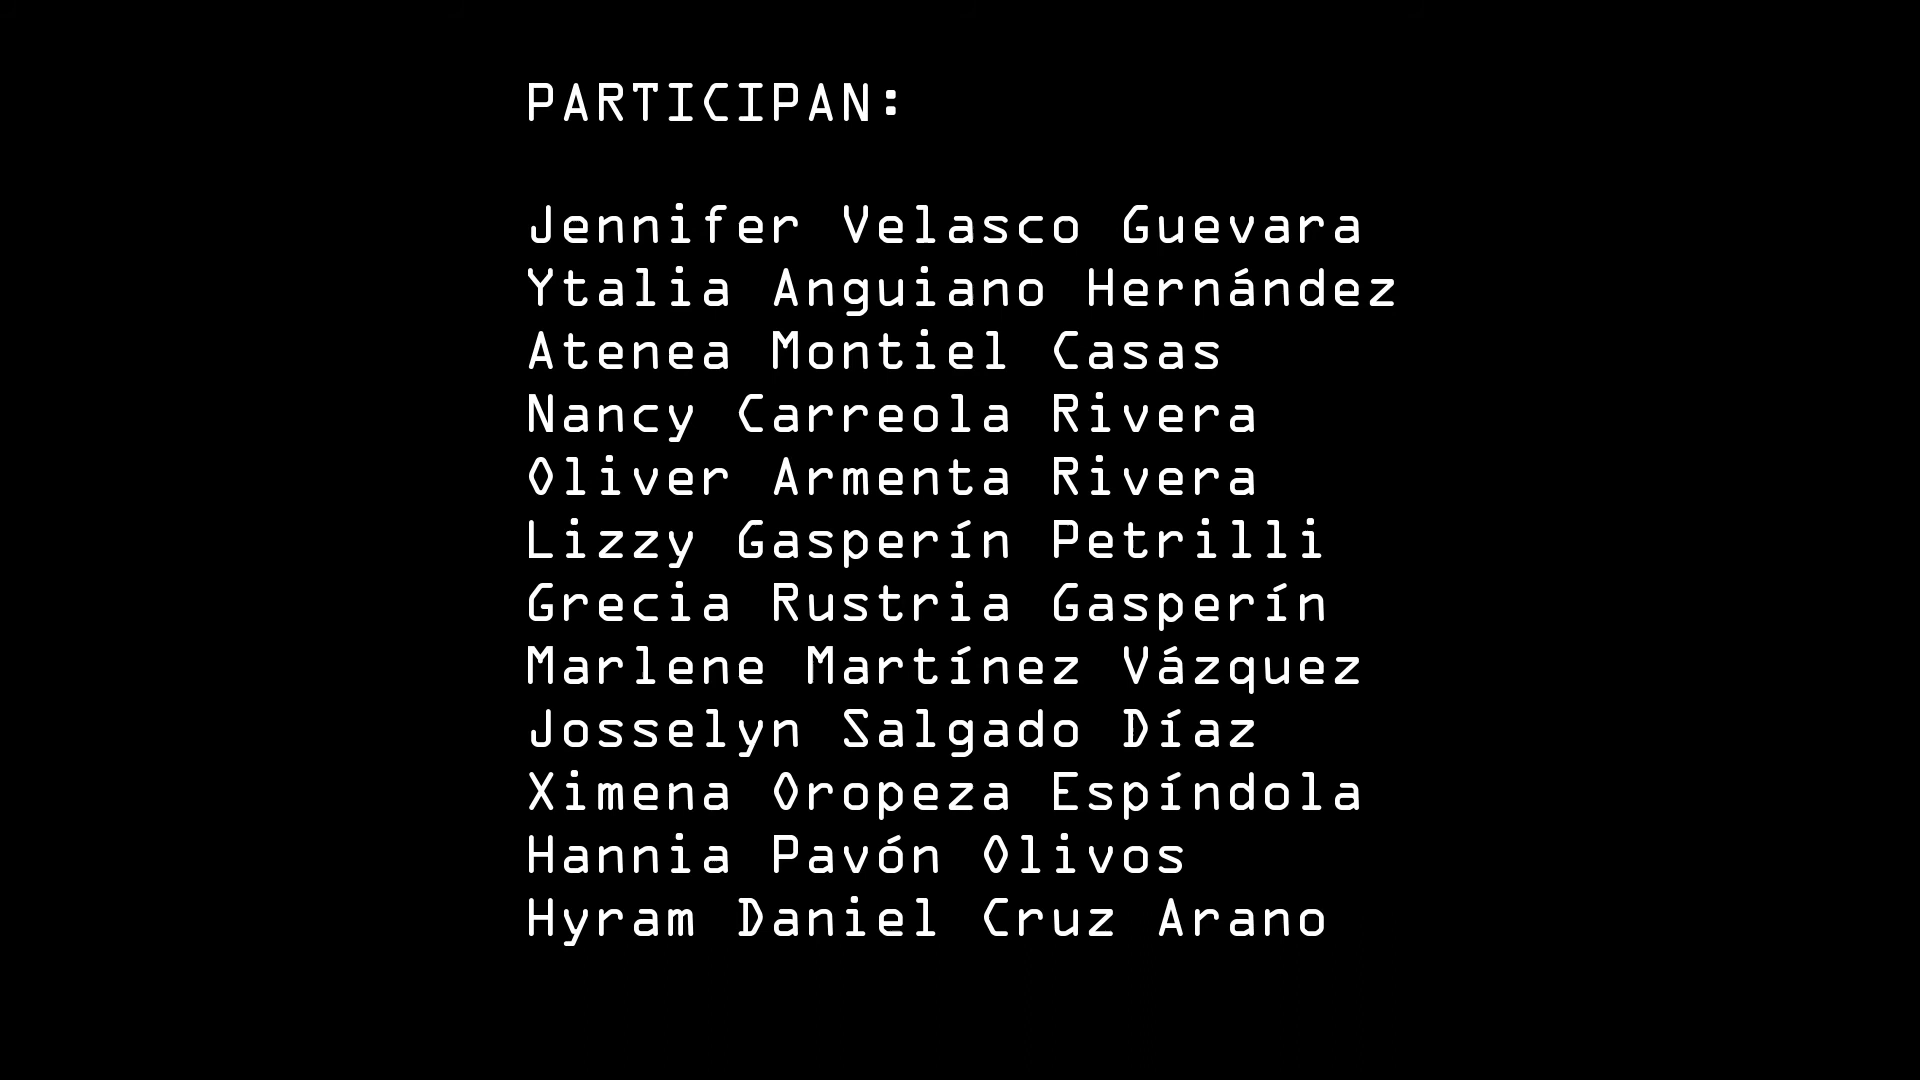 PARTICIPAN:
Jennifer Velasco Guevara
Ytalia Anguiano Hernández
Atenea Montiel Casas
Nancy Carreola Rivera
Oliver Armenta Rivera
Lizzy Gasperín Petrilli
Grecia Rustria Gasperín
Marlene Martínez Vázquez
Josselyn Salgado Díaz
Ximena Oropeza Espíndola
Hannia Pavón Olivos
Hyram Daniel Cruz Arano